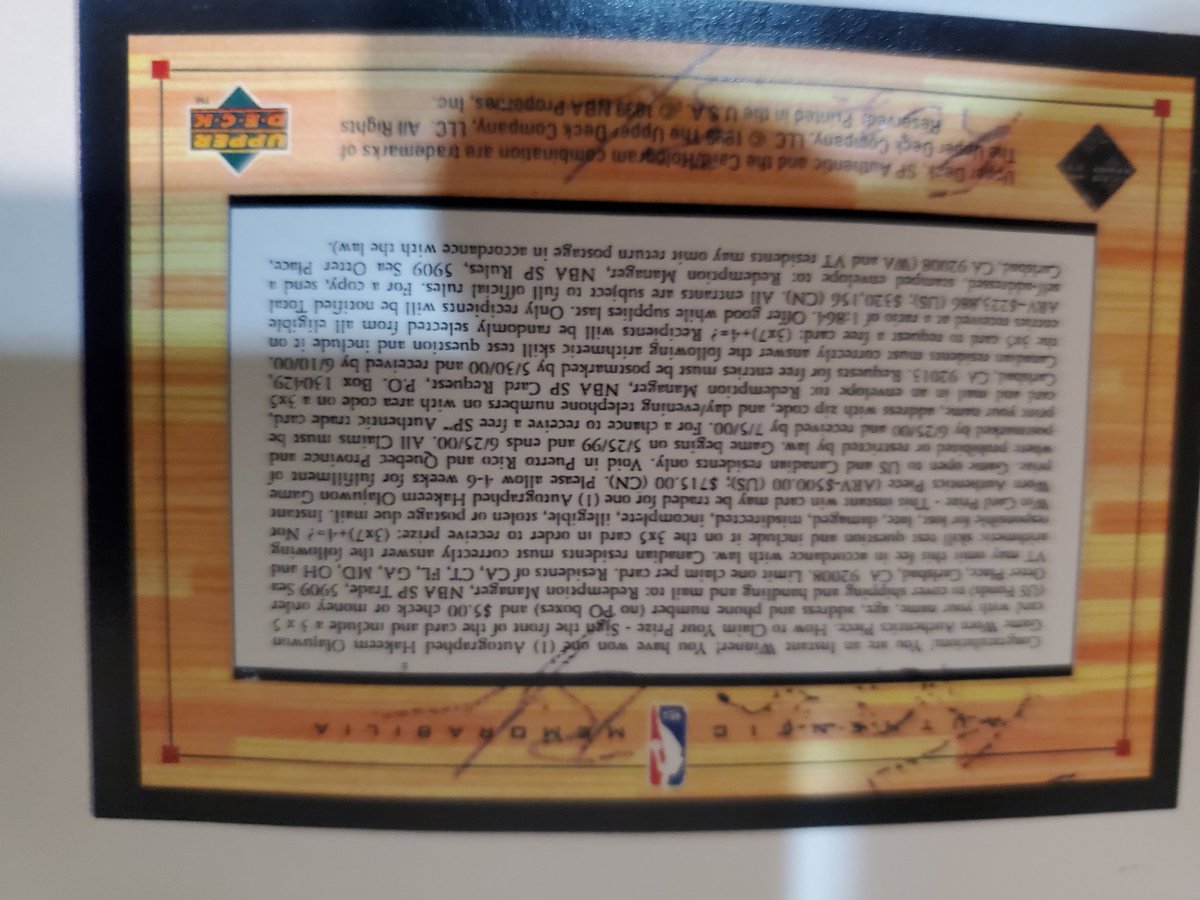 AUTHENTIC MEMORABILIA
Congratulations! You are an Instant Winner! You have won one (1) Autographed Hakeem Olajuwon
Game Worn Authentics Piece. How to Claim Your Prize - Sign the front of the card and include a 3 x 5
card with your name, age, address and phone number (no PO boxes) and $5.00 check or money order
(US Funds) to cover shipping and handling and mail to: Redemption Manager, NBA SP Trade, 5909 Sea
Otter Place, Carlsbad, CA 92008. Limit one claim per card. Residents of CA, CT, FL, GA, MD, OH and
VT may omit this fee in accordance with law. Canadian residents must correctly answer the following
arithmetic skill test question and include it on the 3x5 card in order to receive prize: (3x7)+4=? Not
responsible for lost, late, damaged, misdirected, incomplete, illegible, stolen or postage due mail. Instant
Win Card Prize - This instant win card may be traded for one (1) Autographed Hakeem Olajuwon Game
Worn Authentics Piece (ARV-$500.00 (US); $715.00 (CN). Please allow 4-6 weeks for fulfillment of
prize. Game open to US and Canadian residents only. Void in Puerto Rico and Quebec Province and
where prohibited or restricted by law. Game begins on 5/25/99 and ends 6/25/00. All Claims must be
postmarked by 6/25/00 and received by 7/5/00. For a chance to receive a free SP™ Authentic trade card,
print your name, address with zip code, and day/evening telephone numbers on with area code on a 3x5
card and mail in an envelope to: Redemption Manager, NBA SP Card Request, P.O. Box 130429,
Carlsbad, CA 92013. Requests for free entries must be postmarked by 5/30/00 and received by 6/10/00.
Canadian residents must correctly answer the following arithmetic skill test question and include it on
the 3x5 card to request a free card: (3x7)+4=? Recipients will be randomly selected from all eligible
entries received at a ratio of 1:864. Offer good while supplies last. Only recipients will be notified Total
ARV-$223,886 (US); $320,156 (CN). All entrants are subject to full official rules. For a copy, send a
self-addressed, stamped envelope to: Redemption Manager, NBA SP Rules, 5909 Sea Otter Place,
Carlsbad, CA 92008 (WA and VT residents may omit return postage in accordance with the law).
Upper Deck, SP Authentic and the Card/Hologram combination are trademarks of
The Upper Deck Company, LLC. © 1999 The Upper Deck Company, LLC. All Rights
Reserved. Printed in the U.S.A. © 1999 NBA Properties, Inc.
UPPER
DECK
TM